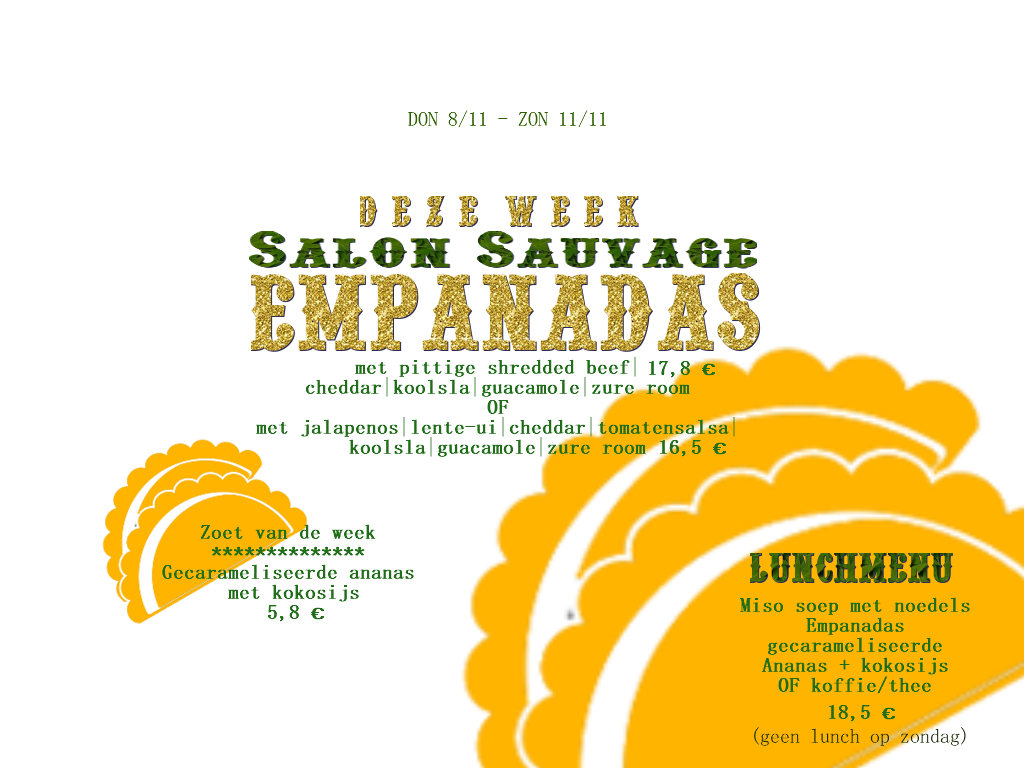 DON 8/11 - ZON 11/11
DEZE WEEK
SALON SAUVAGE
EMPANADAS
met pittige shredded beef| 17,8 €
cheddar|koolsla|guacamole|zure room
OF
met jalapenos|lente-ui|cheddar|tomatensalsa|
koolsla|guacamole|zure room 16,5 €
Zoet van de week
**************
Gecarameliseerde ananas
met kokosijs
5,8 €
LUNCHMENU
Miso soep met noedels
Empanadas
gecarameliseerde
Ananas + kokosijs
OF koffie/thee
18,5 €
(geen lunch op zondag)